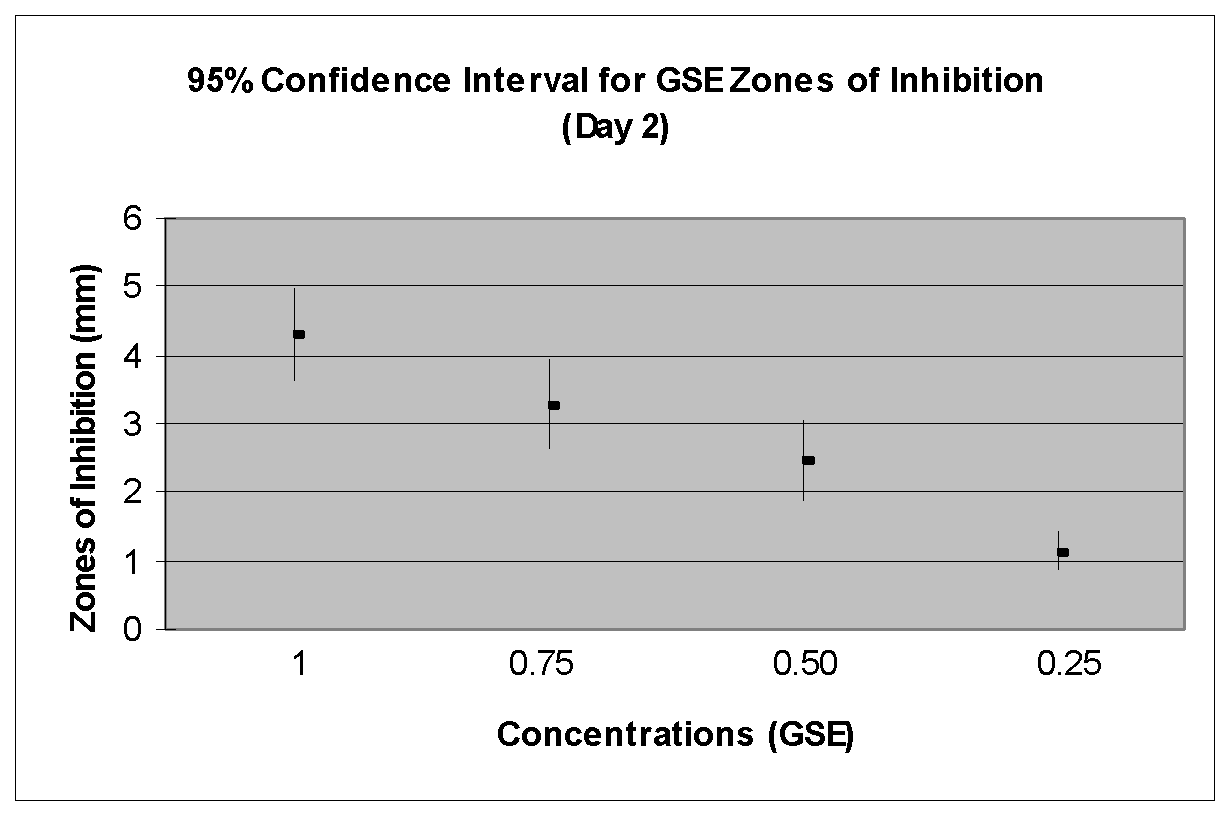 95% Confidence Interval for GSE Zones of Inhibition
(Day 2)
6
5
4
3
2
1
0
Zones of Inhibition (mm)
1 0.75 0.50 0.25
Concentrations (GSE)